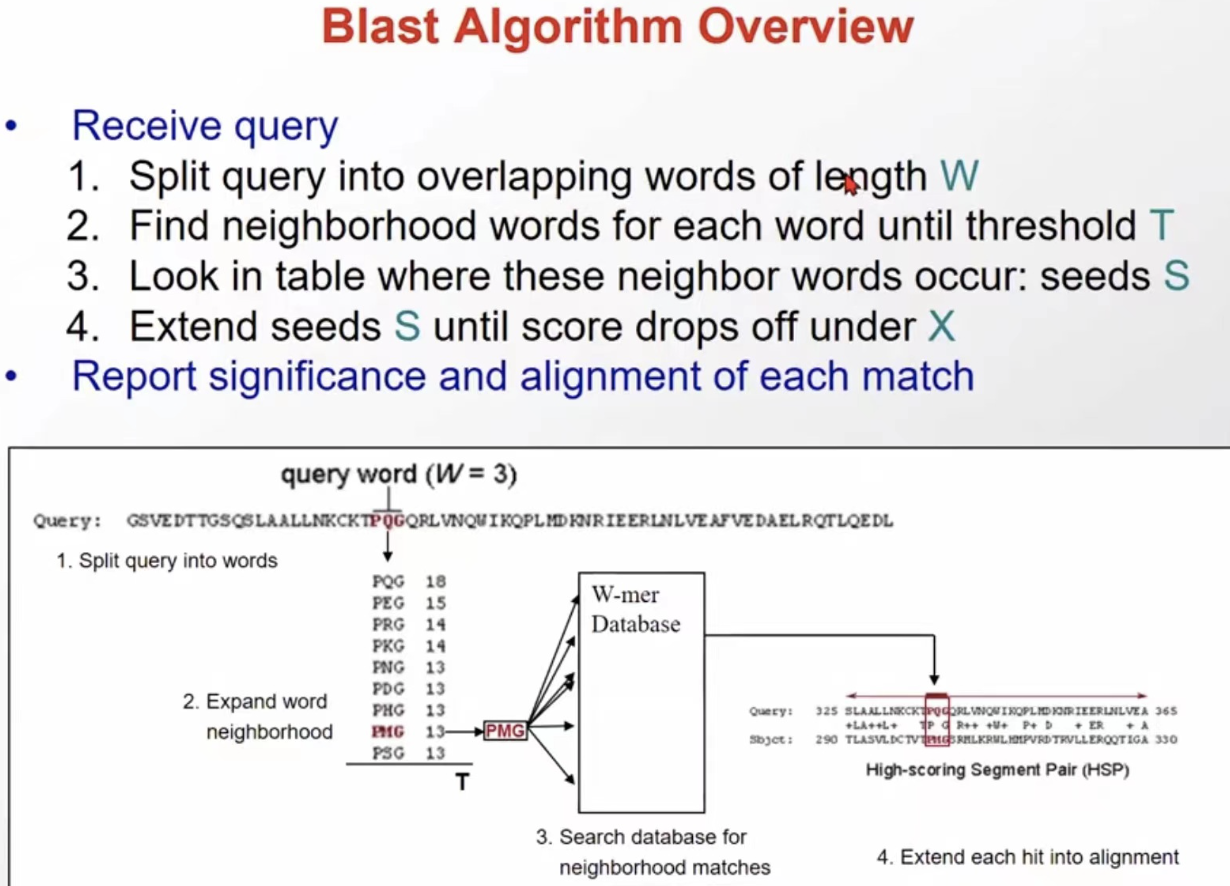 Blast Algorithm Overview
• Receive query
1. Split query into overlapping words of length W
2. Find neighborhood words for each word until threshold T
3. Look in table where these neighbor words occur: seeds S
4. Extend seeds S until score drops off under X
• Report significance and alignment of each match
query word (W = 3)
Query: GSVEDTTGSQSLAALLNKCKTPQGQRLVNQWIKQPLMDKNRIEERLNLVEAFVEDAELRQTLQEDL
1. Split query into words
PQG 18
PEG 15
PRG 14
PKG 14
PNG 13
PDG 13
PHG 13
PMG 13
PSG 13
T
2. Expand word
neighborhood
PMG
W-mer
Database
3. Search database for
neighborhood matches
Query: 325 SLAALLNKCKTPQGQRLVNQWIKQPLMDKNRIEERLNLVEA 365
+LA++L+ TP G R++ +W+ P+ D + ER + A
Sbjct: 290 TLASVLDCTVTPMGSRMLKRWLHMPVRDTRVLLERQQTIGA 330
High-scoring Segment Pair (HSP)
4. Extend each hit into alignment